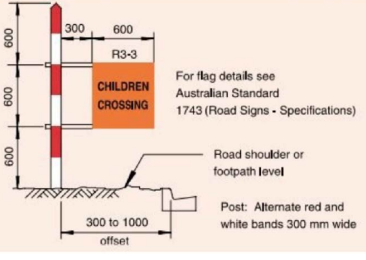 300
600
600
R3-3
CHILDREN
CROSSING
600
600
For flag details see
Australian Standard
1743 (Road Signs - Specifications)
Road shoulder or
footpath level
300 to 1000
offset
Post: Alternate red and
white bands 300 mm wide